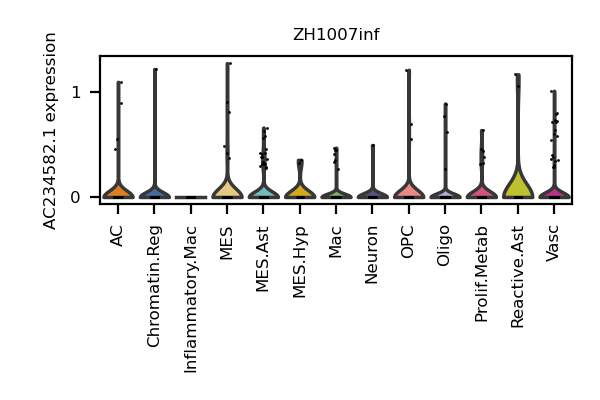 ZH1007inf
AC234582.1 expression
1
0
AC
Chromatin.Reg
Inflammatory.Mac
MES
MES.Ast
MES.Hyp
Mac
Neuron
OPC
Oligo
Prolif.Metab
Reactive.Ast
Vasc